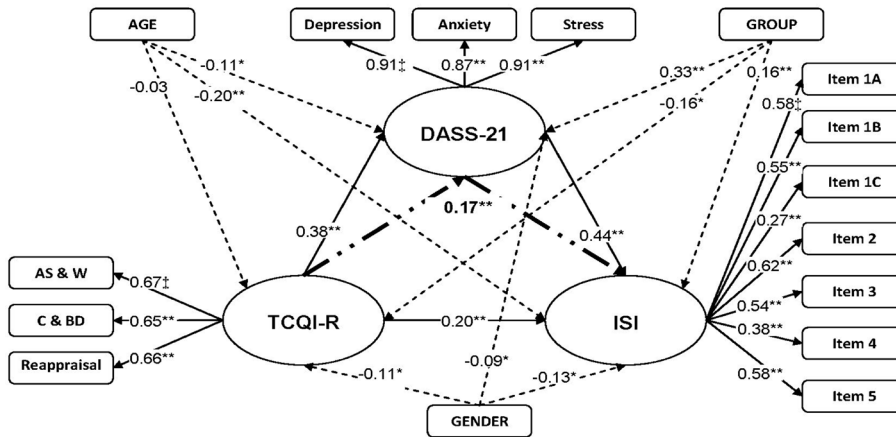 AGE
Depression
Anxiety
Stress
GROUP
-0.11*
-0.03
-0.20**
0.91‡
0.87**
0.91**
0.33**
-0.16*
0.16**
0.58‡
Item 1A
Item 1B
0.55**
DASS-21
Item 1C
0.27**
0.17**
0.38**
0.44**
Item 2
0.62**
AS & W
0.67‡
Item 3
0.54**
C & BD
0.65**
TCQI-R
0.20**
ISI
0.38**
Item 4
Reappraisal
0.66**
-0.09*
0.58**
-0.11*
-0.13*
Item 5
GENDER